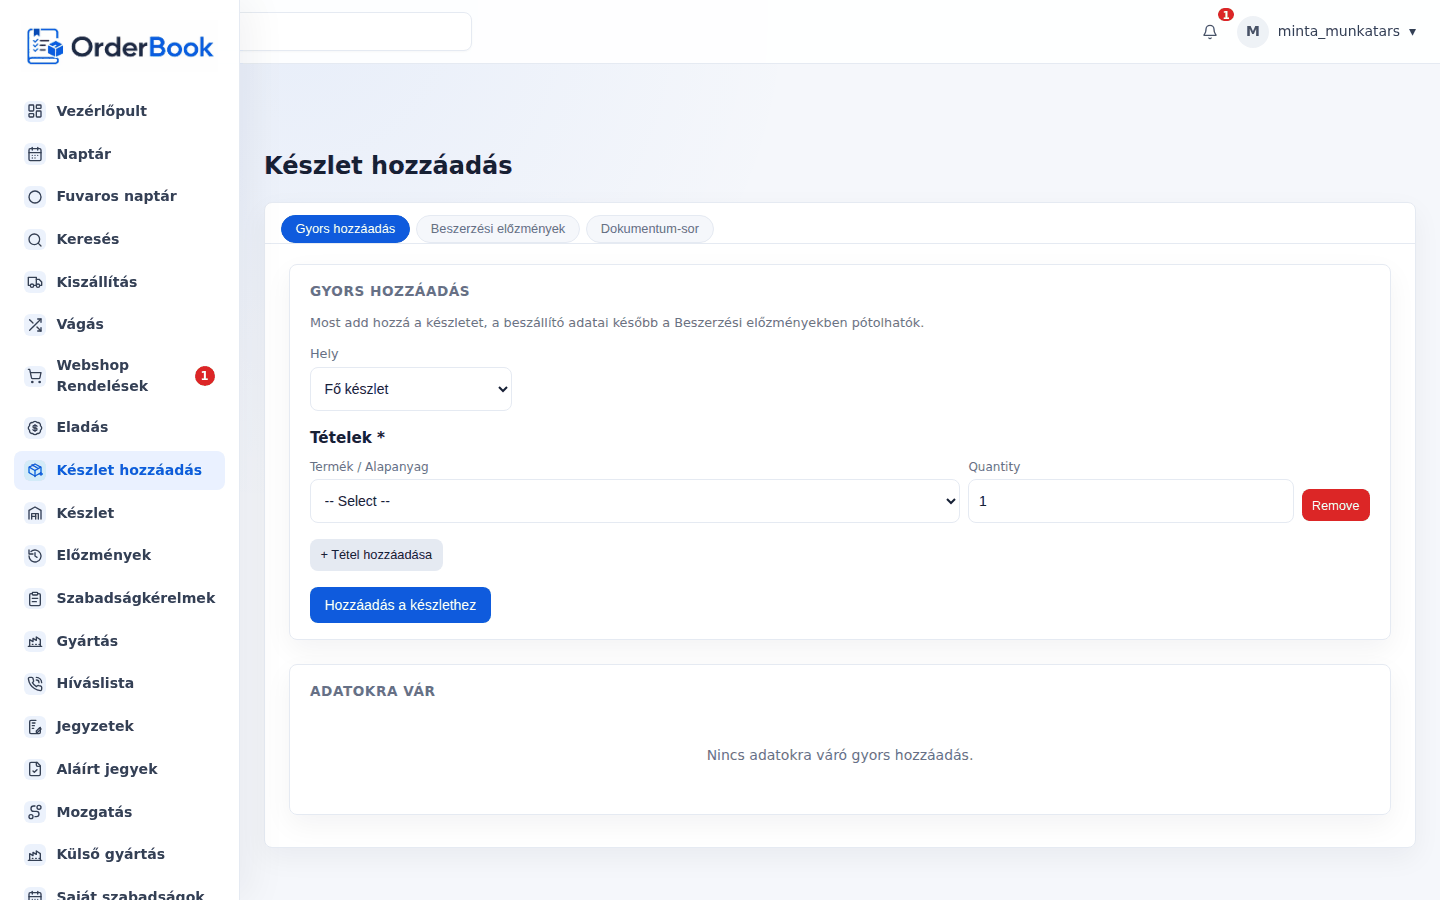 OrderBook
1
M
minta_munkatars ▾
Vezérlőpult
Naptár
Fuvaros naptár
Keresés
Kiszállítás
Vágás
Webshop
Rendelések
1
Eladás
Készlet hozzáadás
Készlet
Előzmények
Szabadságkérelmek
Gyártás
Híváslista
Jegyzetek
Aláírt jegyek
Mozgatás
Külső gyártás
Saját szabadságok
Készlet hozzáadás
Gyors hozzáadás Beszerzési előzmények Dokumentum-sor
GYORS HOZZÁADÁS
Most add hozzá a készletet, a beszállító adatai később a Beszerzési előzményekben pótolhatók.
Hely
Fő készlet
Tételek *
Termék / Alapanyag Quantity
-- Select -- 1 Remove
+ Tétel hozzáadása
Hozzáadás a készlethez
ADATOKRA VÁR
Nincs adatokra váró gyors hozzáadás.